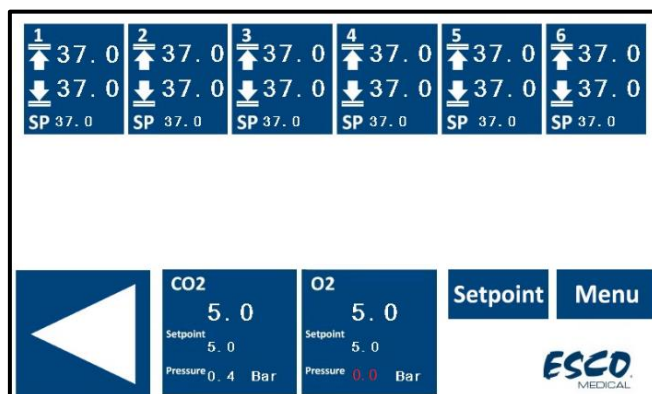 1 2 3 4 5 6
37.0 37.0 37.0 37.0 37.0 37.0
37.0 37.0 37.0 37.0 37.0 37.0
SP 37.0 SP 37.0 SP 37.0 SP 37.0 SP 37.0 SP 37.0
CO2
5.0
Setpoint
5.0
Pressure 0.4 Bar
O2
5.0
Setpoint
5.0
Pressure 0.0 Bar
Setpoint
Menu
ESCO
MEDICAL